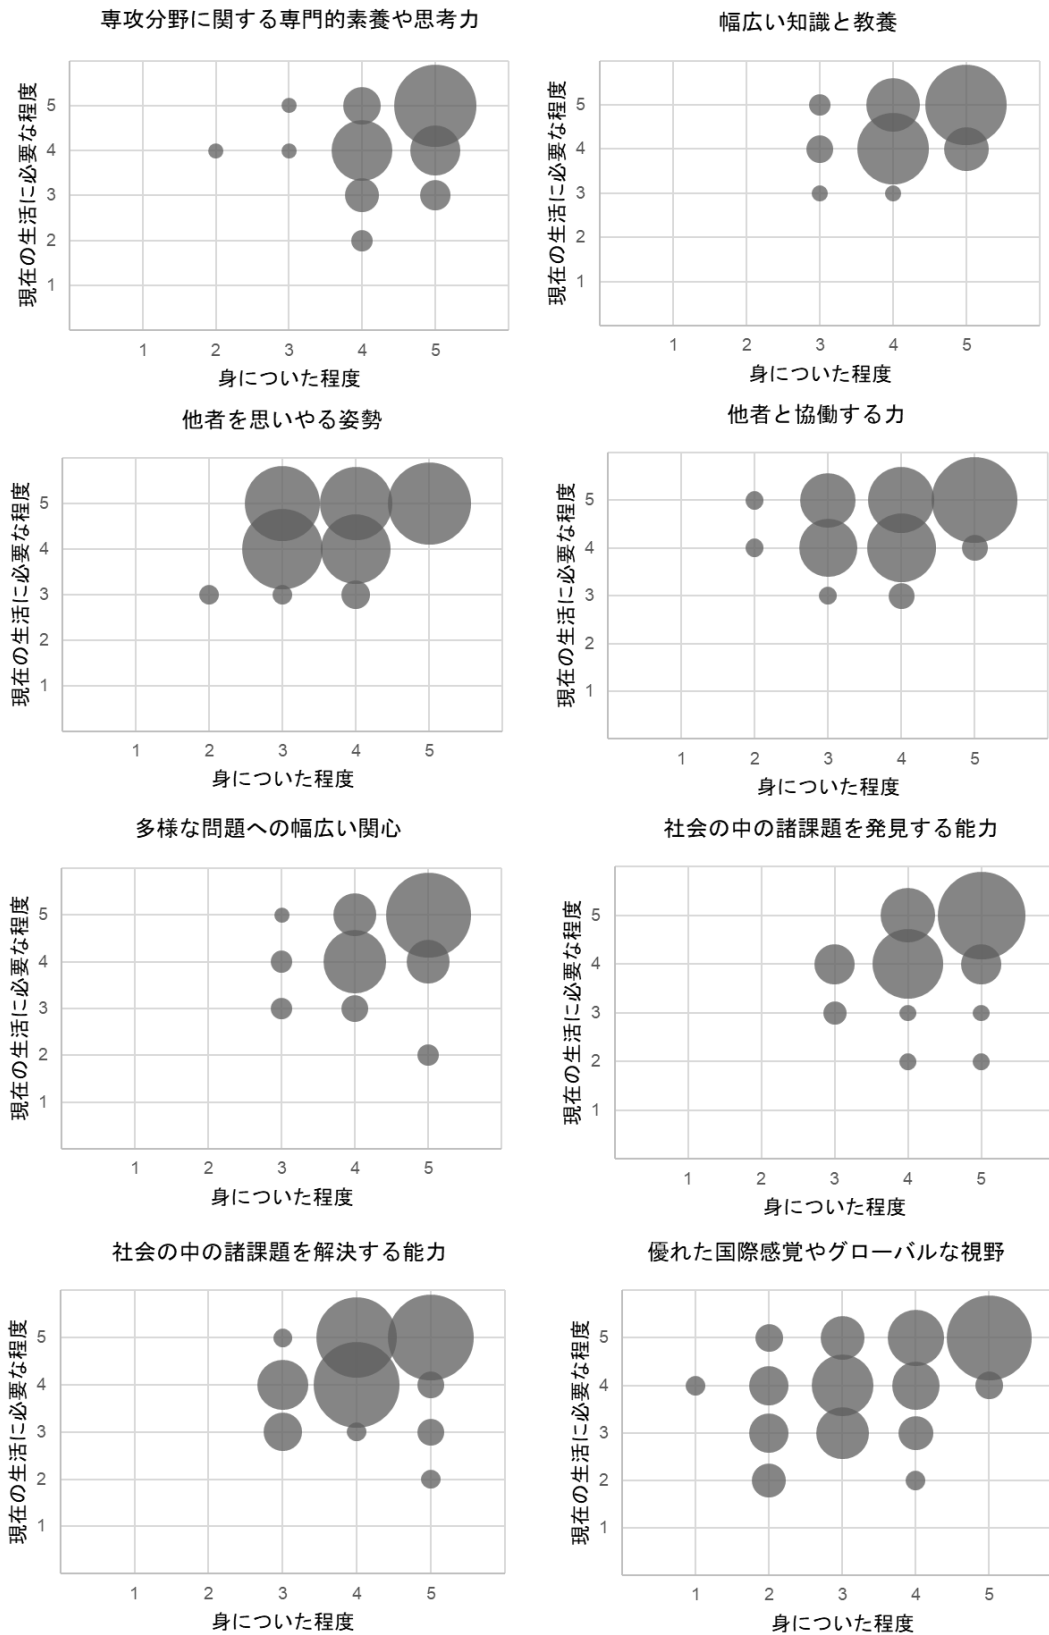 専攻分野に関する専門的素養や思考力
現在の生活に必要な程度
5
4
3
2
1
1 2 3 4 5
身についた程度
幅広い知識と教養
現在の生活に必要な程度
5
4
3
2
1
1 2 3 4 5
身についた程度
他者を思いやる姿勢
現在の生活に必要な程度
5
4
3
2
1
1 2 3 4 5
身についた程度
他者と協働する力
現在の生活に必要な程度
5
4
3
2
1
1 2 3 4 5
身についた程度
多様な問題への幅広い関心
現在の生活に必要な程度
5
4
3
2
1
1 2 3 4 5
身についた程度
社会の中の諸課題を発見する能力
現在の生活に必要な程度
5
4
3
2
1
1 2 3 4 5
身についた程度
社会の中の諸課題を解決する能力
現在の生活に必要な程度
5
4
3
2
1
1 2 3 4 5
身についた程度
優れた国際感覚やグローバルな視野
現在の生活に必要な程度
5
4
3
2
1
1 2 3 4 5
身についた程度